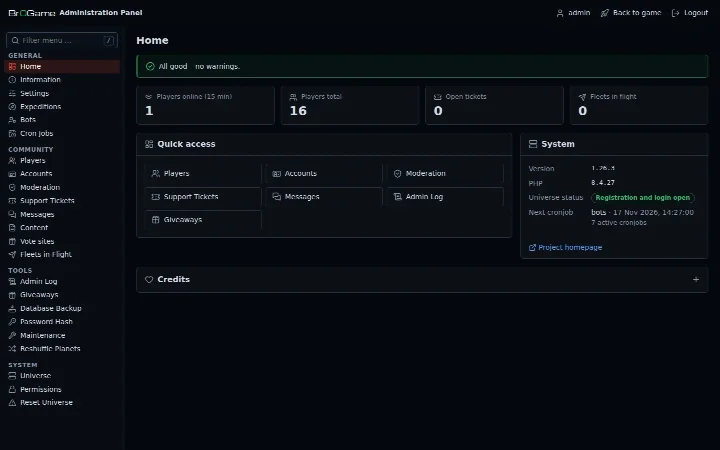 BrOGame Administration Panel
admin
Back to game
Logout
Filter menu ...
/
GENERAL
Home
Information
Settings
Expeditions
Bots
Cron Jobs
COMMUNITY
Players
Accounts
Moderation
Support Tickets
Messages
Content
Vote sites
Fleets in Flight
TOOLS
Admin Log
Giveaways
Database Backup
Password Hash
Maintenance
Reshuffle Planets
SYSTEM
Universe
Permissions
Reset Universe
Home
All good no warnings.
Players online (15 min)
1
Players total
16
Open tickets
0
Fleets in flight
0
Quick access
Players
Accounts
Moderation
Support Tickets
Messages
Admin Log
Giveaways
System
Version 1.26.3
PHP 8.4.27
Universe status Registration and login open
Next cronjob bots · 17 Nov 2026, 14:27:00
7 active cronjobs
Project homepage
Credits
+